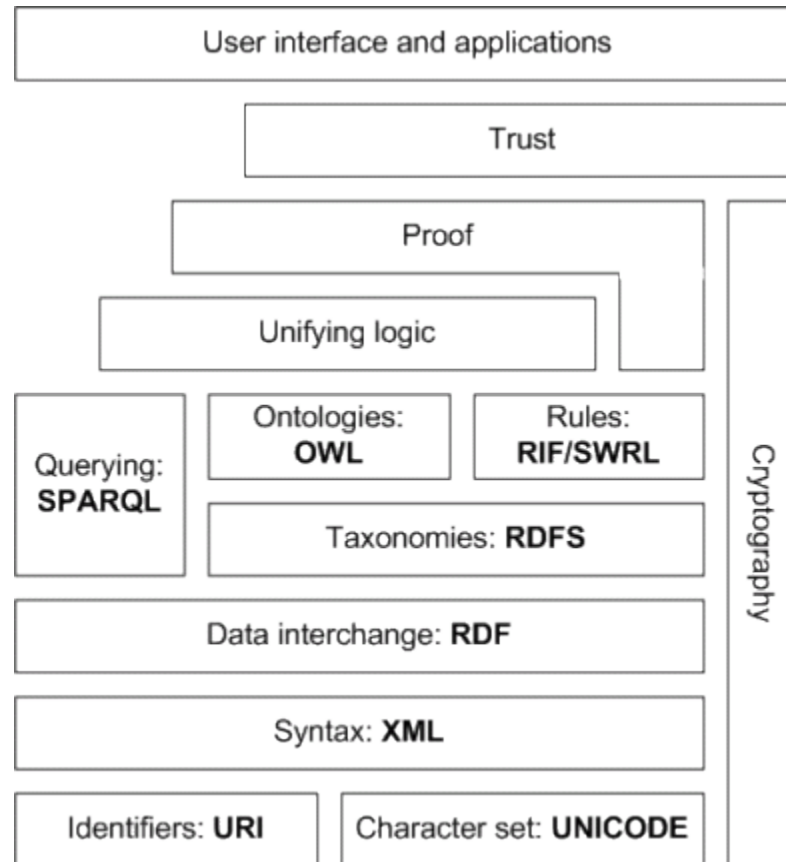 User interface and applications
Trust
Proof
Unifying logic
Querying:
SPARQL
Ontologies:
OWL
Rules:
RIF/SWRL
Taxonomies: RDFS
Data interchange: RDF
Syntax: XML
Identifiers: URI
Character set: UNICODE
Cryptography